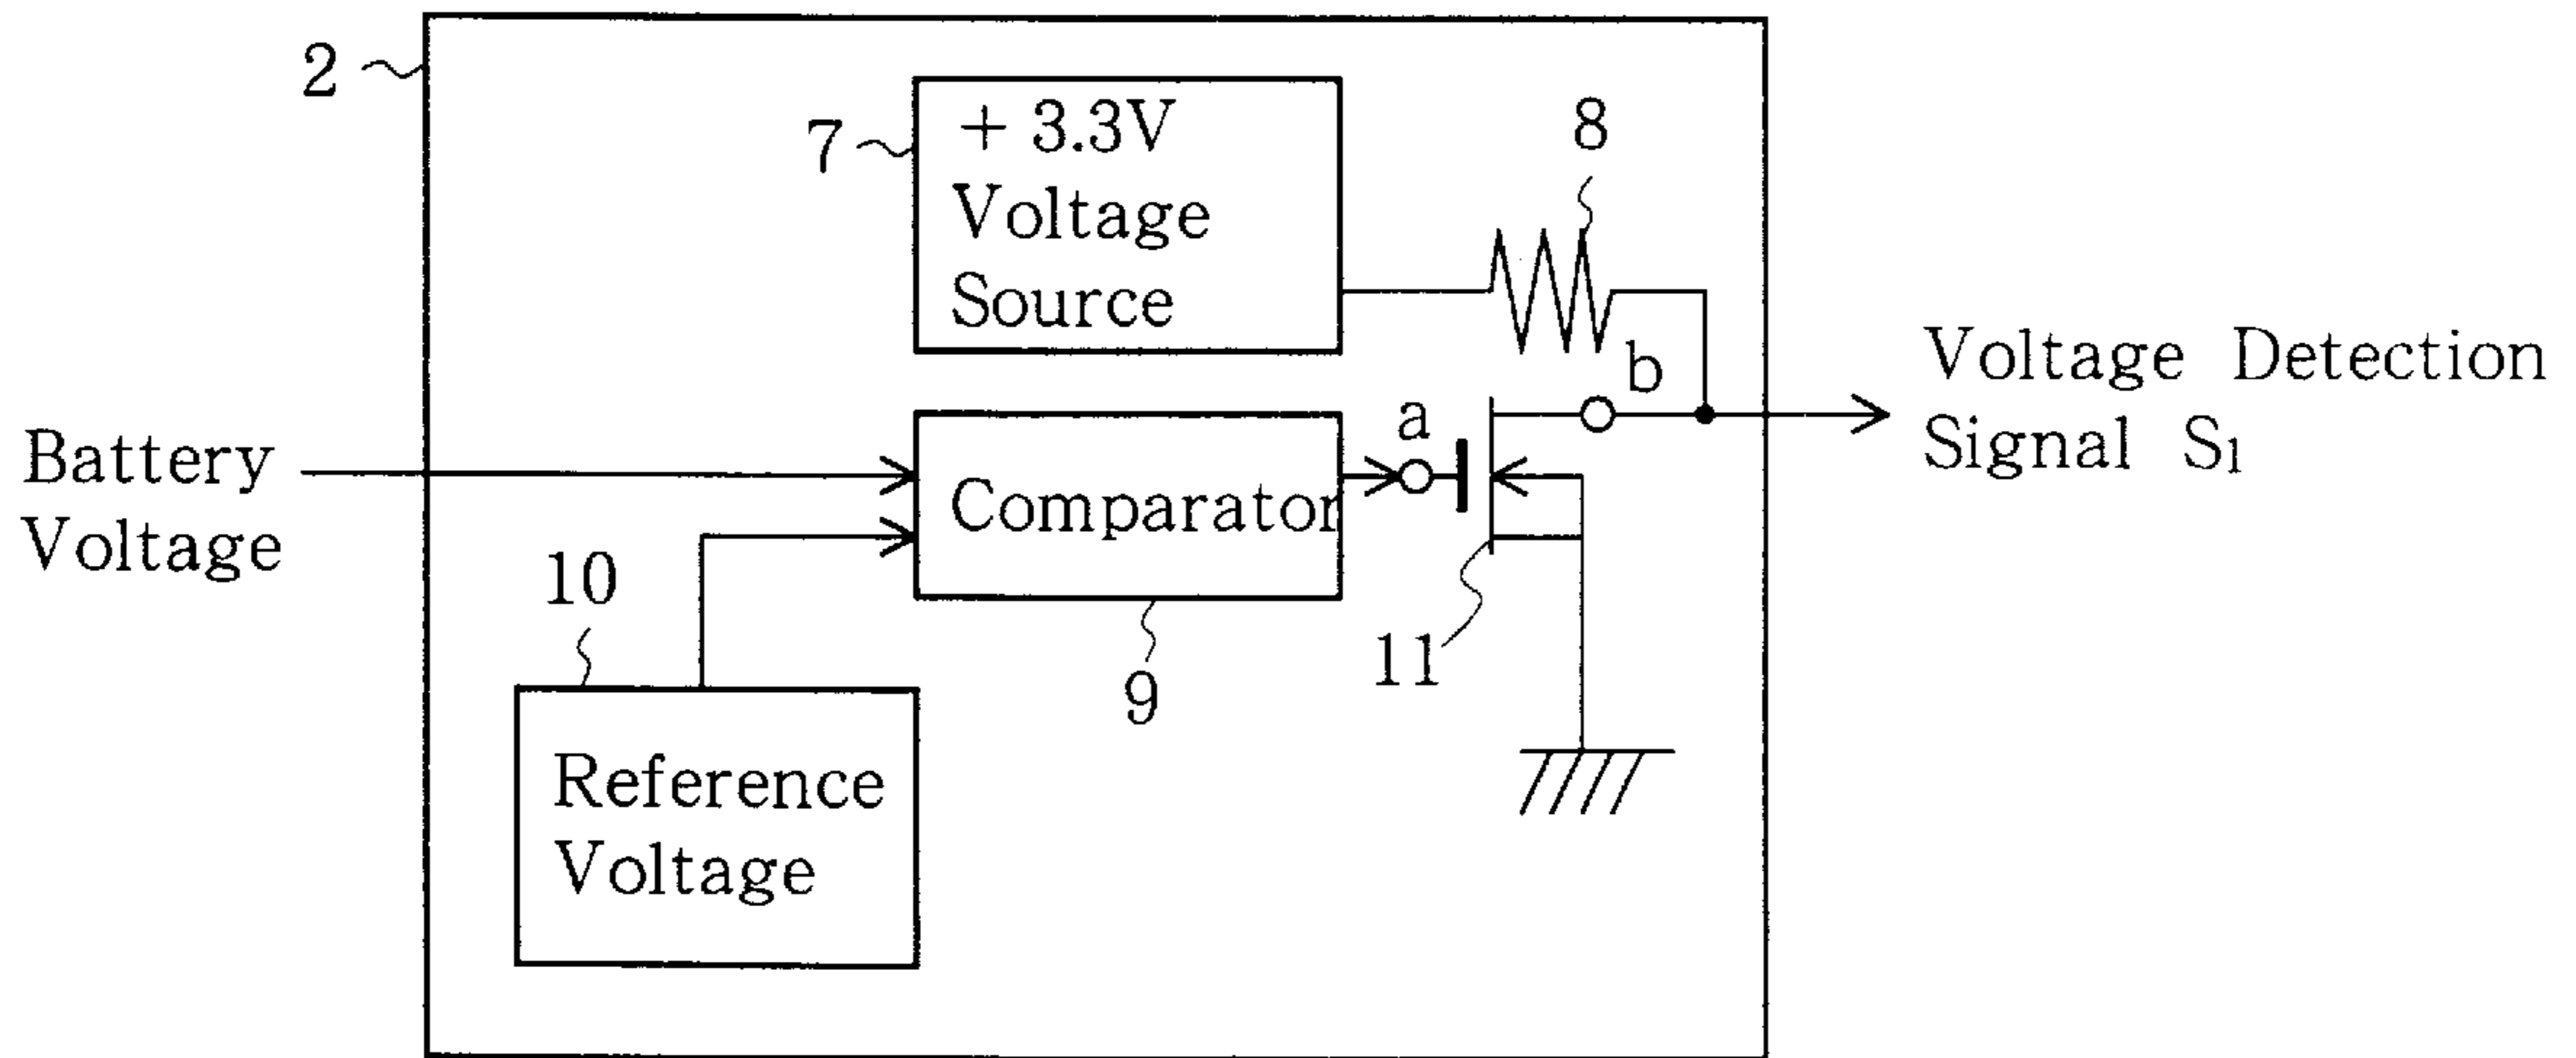 2
7
+ 3.3V
Voltage
Source
8
b
Voltage Detection
Signal S1
Battery
Voltage
a
Comparator
10
11
9
Reference
Voltage